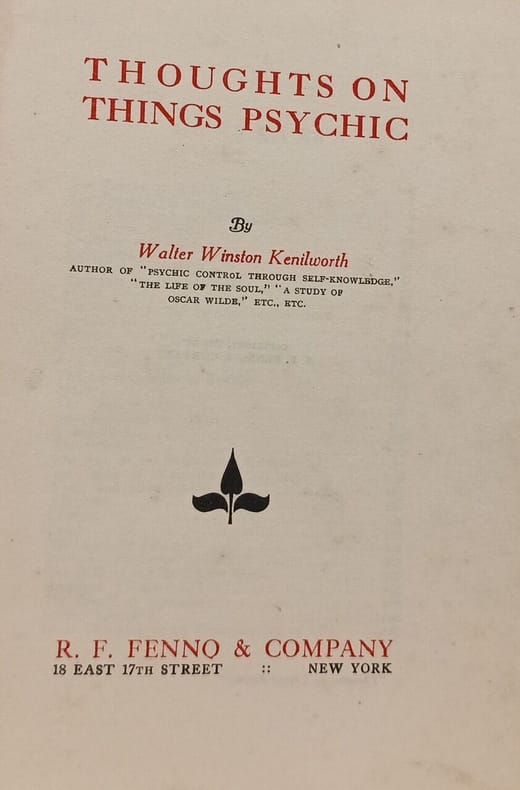 THOUGHTS ON
THINGS PSYCHIC
By
Walter Winston Kenilworth
AUTHOR OF "PSYCHIC CONTROL THROUGH SELF-KNOWLEDGE,"
"THE LIFE OF THE SOUL," "A STUDY OF
OSCAR WILDE," ETC., ETC.
R. F. FENNO & COMPANY
18 EAST 17TH STREET :: NEW YORK